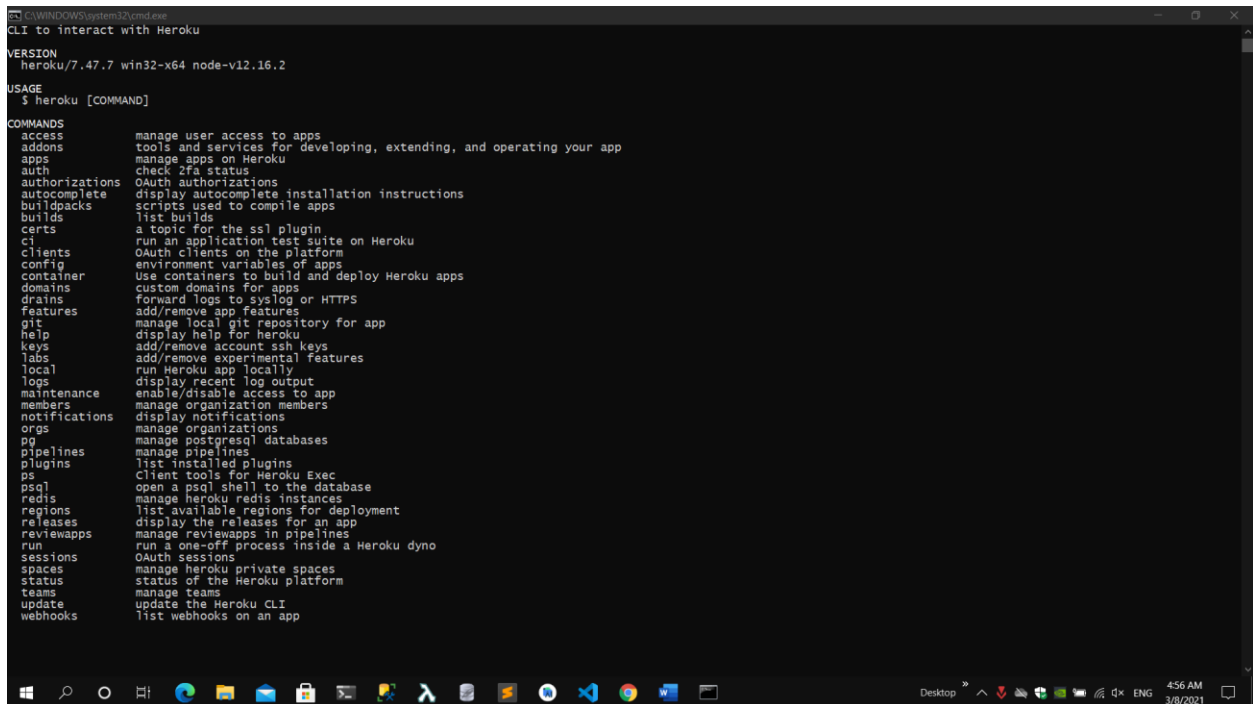 C:\WINDOWS\system32\cmd.exe
CLI to interact with Heroku
VERSION
heroku/7.47.7 win32-x64 node-v12.16.2
USAGE
$ heroku [COMMAND]
COMMANDS
access manage user access to apps
addons tools and services for developing, extending, and operating your app
apps manage apps on Heroku
auth check 2fa status
authorizations OAuth authorizations
autocomplete display autocomplete installation instructions
buildpacks scripts used to compile apps
builds list builds
certs a topic for the ssl plugin
ci run an application test suite on Heroku
clients OAuth clients on the platform
config environment variables of apps
container Use containers to build and deploy Heroku apps
domains custom domains for apps
drains forward logs to syslog or HTTPS
features add/remove app features
git manage local git repository for app
help display help for heroku
keys add/remove account ssh keys
labs add/remove experimental features
local run Heroku app locally
logs display recent log output
maintenance enable/disable access to app
members manage organization members
notifications display notifications
orgs manage organizations
pg manage postgresql databases
pipelines manage pipelines
plugins list installed plugins
ps Client tools for Heroku Exec
psql open a psql shell to the database
redis manage heroku redis instances
regions list available regions for deployment
releases display the releases for an app
reviewapps manage reviewapps in pipelines
run run a one-off process inside a Heroku dyno
sessions OAuth sessions
spaces manage heroku private spaces
status status of the Heroku platform
teams manage teams
update update the Heroku CLI
webhooks list webhooks on an app
Desktop » ENG 4:56 AM
3/8/2021